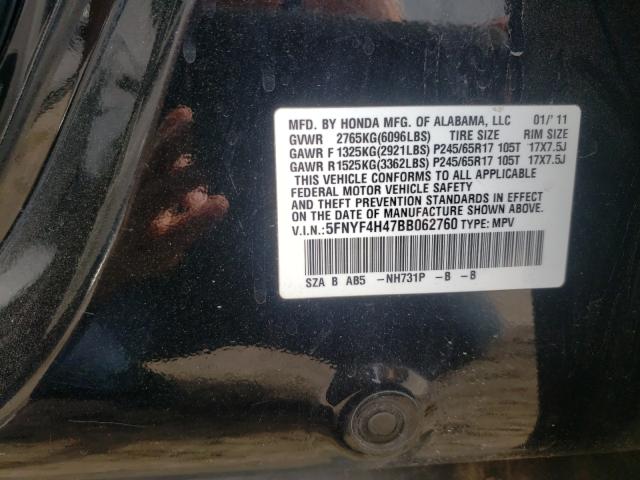 MFD. BY HONDA MFG. OF ALABAMA, LLC 01/'11
GVWR 2765KG(6096LBS) TIRE SIZE RIM SIZE
GAWR F 1325KG(2921LBS) P245/65R17 105T 17X7.5J
GAWR R1525KG(3362LBS) P245/65R17 105T 17X7.5J
THIS VEHICLE CONFORMS TO ALL APPLICABLE
FEDERAL MOTOR VEHICLE SAFETY
AND THEFT PREVENTION STANDARDS IN EFFECT
ON THE DATE OF MANUFACTURE SHOWN ABOVE.
V.I.N.: 5FNYF4H47BB062760 TYPE: MPV
SZA B AB5 -NH731P -B -B